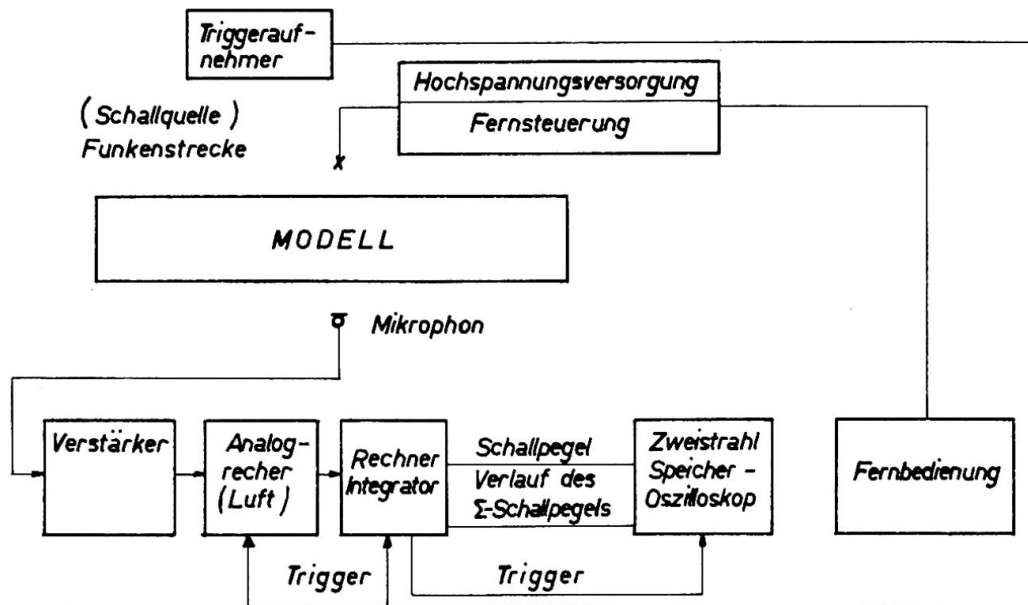 Triggerauf-
nehmer
Hochspannungsversorgung
Fernsteuerung
(Schallquelle)
Funkenstrecke
x
MODELL
Mikrophon
Verstärker
Analog-
recher
(Luft)
Rechner
Integrator
Schallpegel
Verlauf des
Σ-Schallpegels
Zweistrahl
Speicher-
Oszilloskop
Fernbedienung
Trigger
Trigger